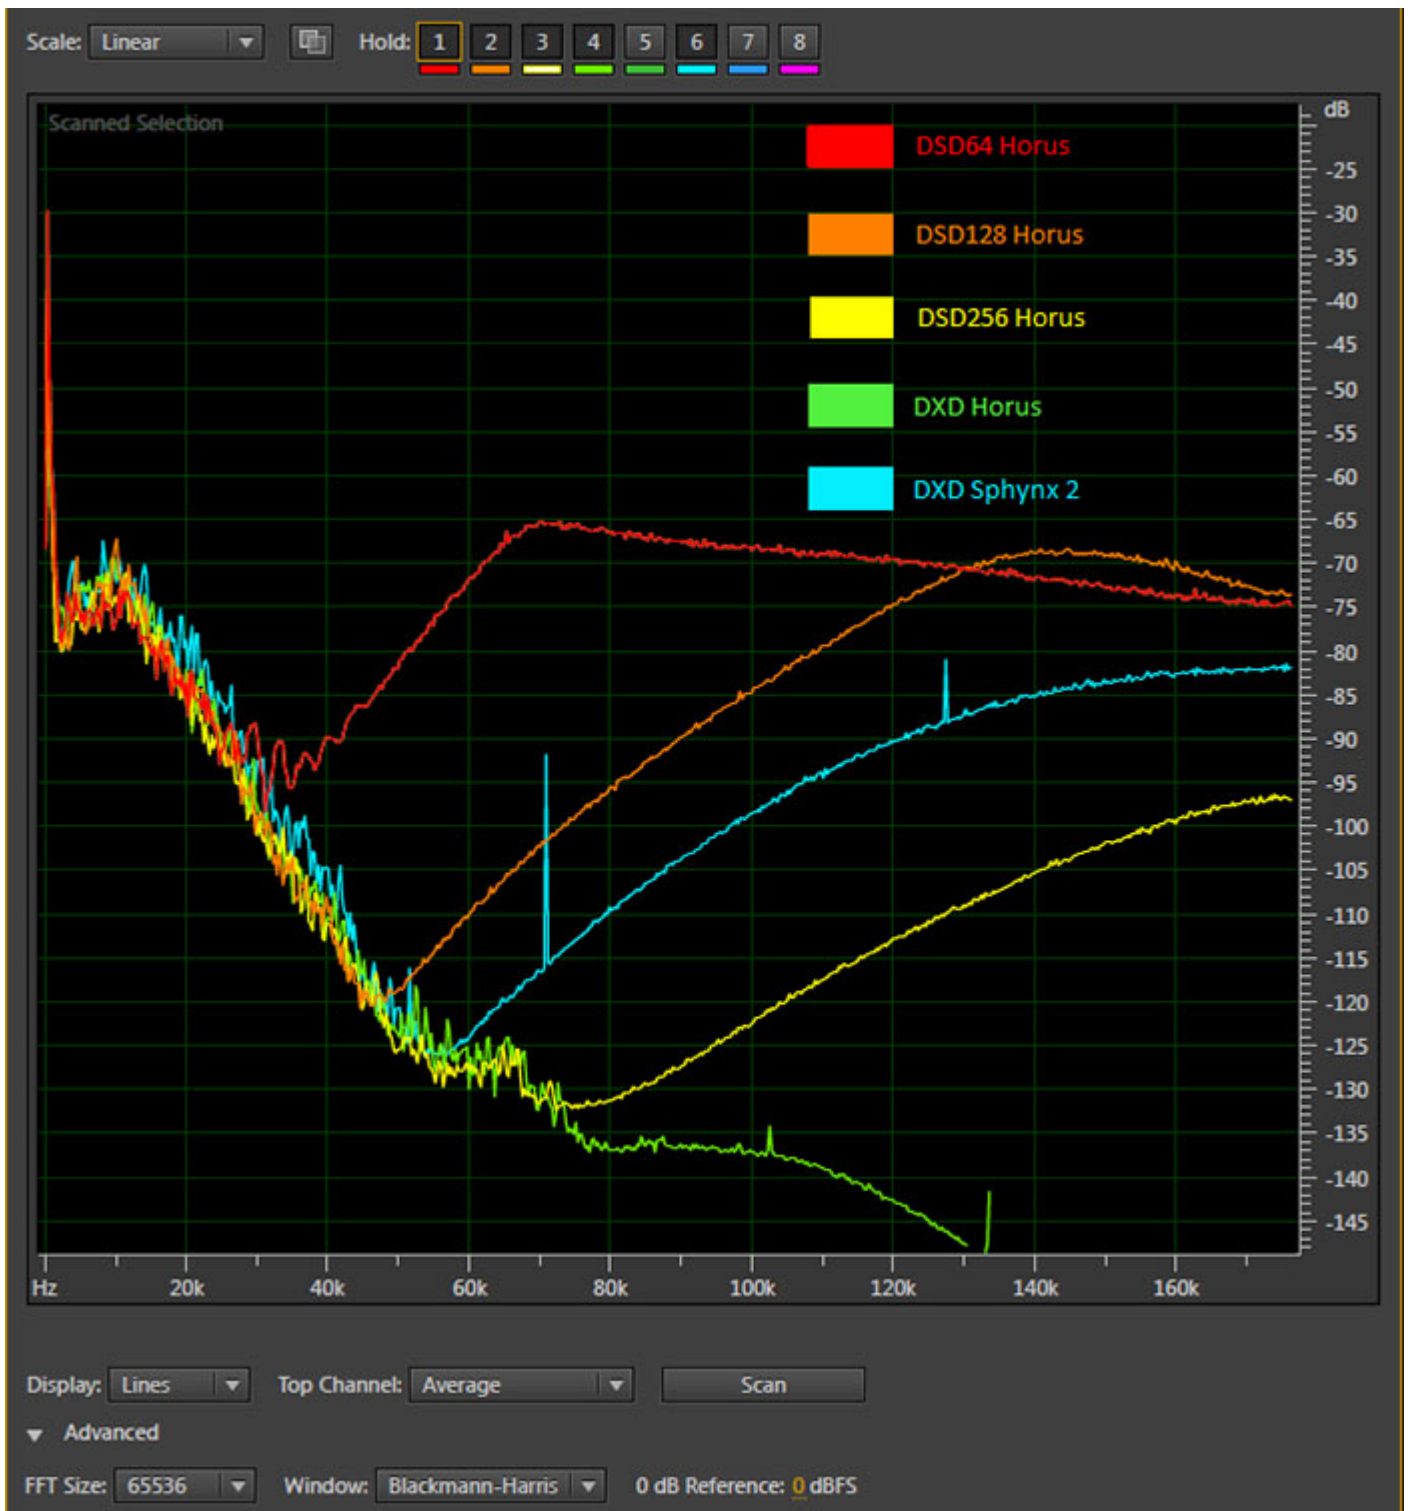 Scale: Linear Hold: 1 2 3 4 5 6 7 8
Scanned Selection
dB
DSD64 Horus
DSD128 Horus
DSD256 Horus
DXD Horus
DXD Sphynx 2
-25
-30
-35
-40
-45
-50
-55
-60
-65
-70
-75
-80
-85
-90
-95
-100
-105
-110
-115
-120
-125
-130
-135
-140
-145
Hz 20k 40k 60k 80k 100k 120k 140k 160k
Display: Lines Top Channel: Average Scan
Advanced
FFT Size: 65536 Window: Blackmann-Harris 0 dB Reference: 0 dBFS